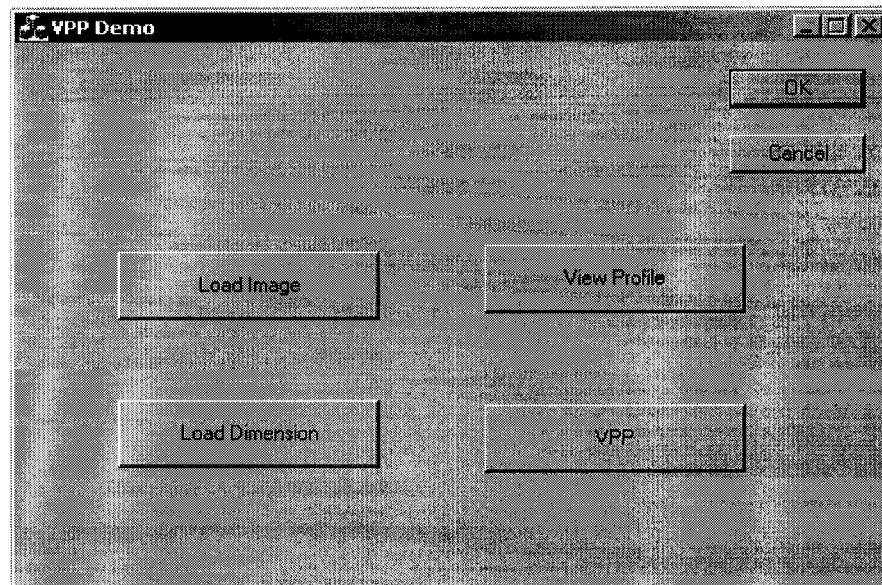 VPP Demo
OK
Cancel
Load Image
View Profile
Load Dimension
VPP